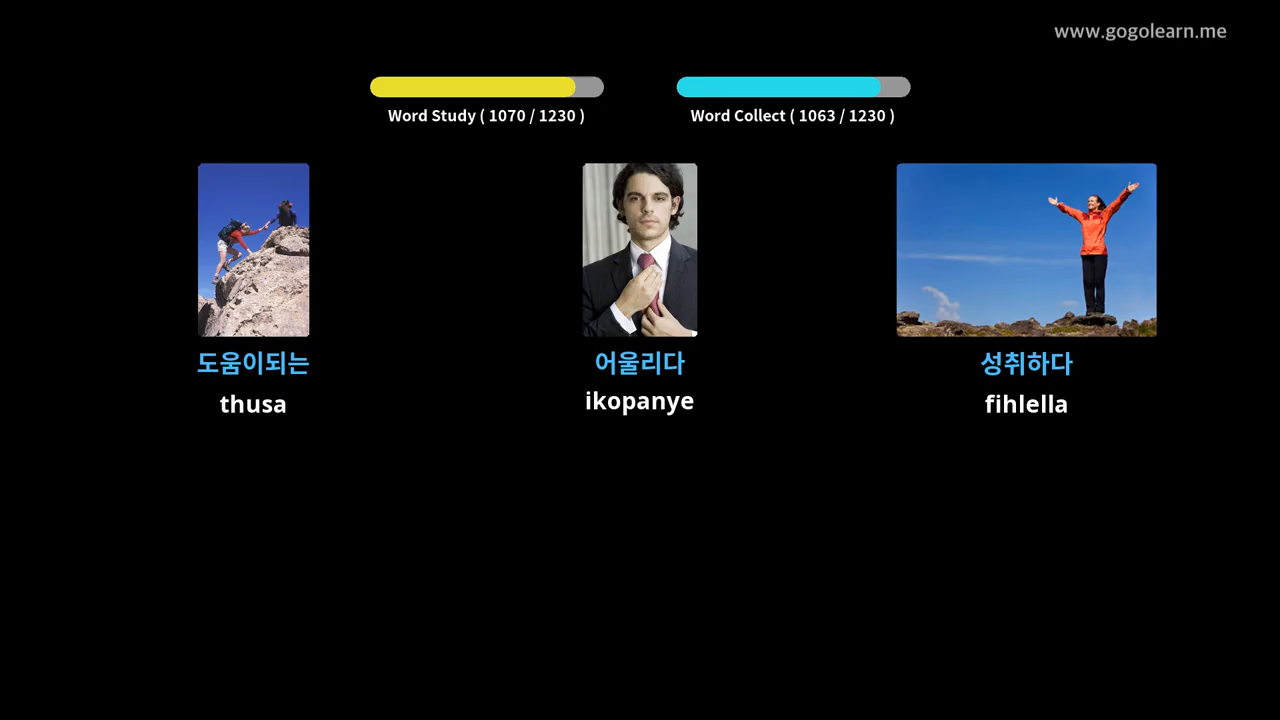 www.gogolearn.me
Word Study ( 1070 / 1230 )
Word Collect ( 1063 / 1230 )
도움이되는
thusa
어울리다
ikopanye
성취하다
fihlella